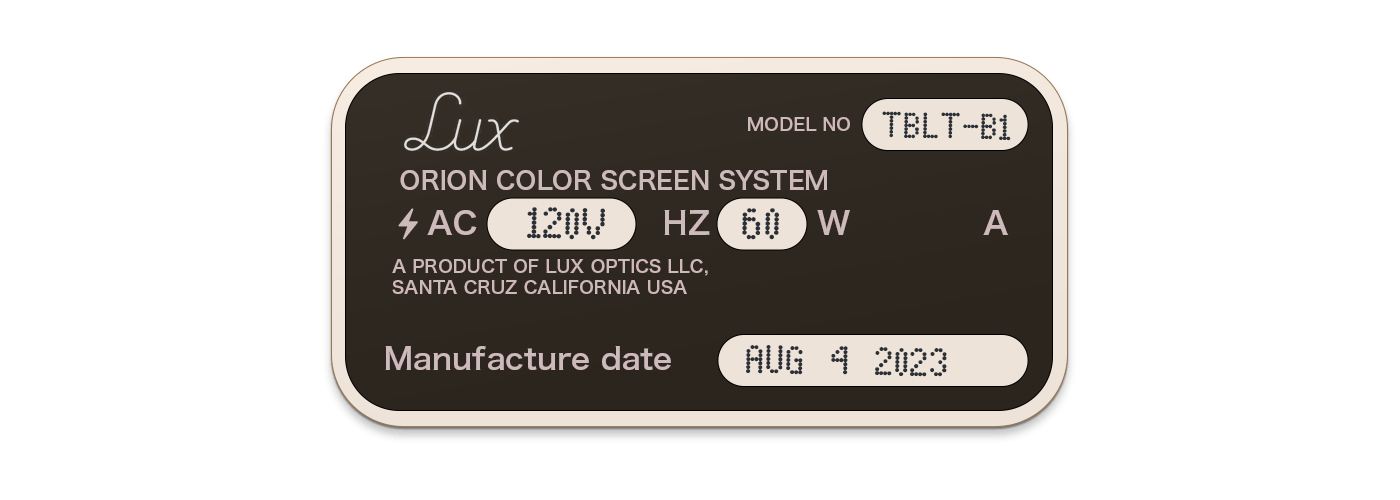 Lux
MODEL NO TBLT-B1
ORION COLOR SCREEN SYSTEM
AC 120V HZ 60 W A
A PRODUCT OF LUX OPTICS LLC,
SANTA CRUZ CALIFORNIA USA
Manufacture date AUG 4 2023